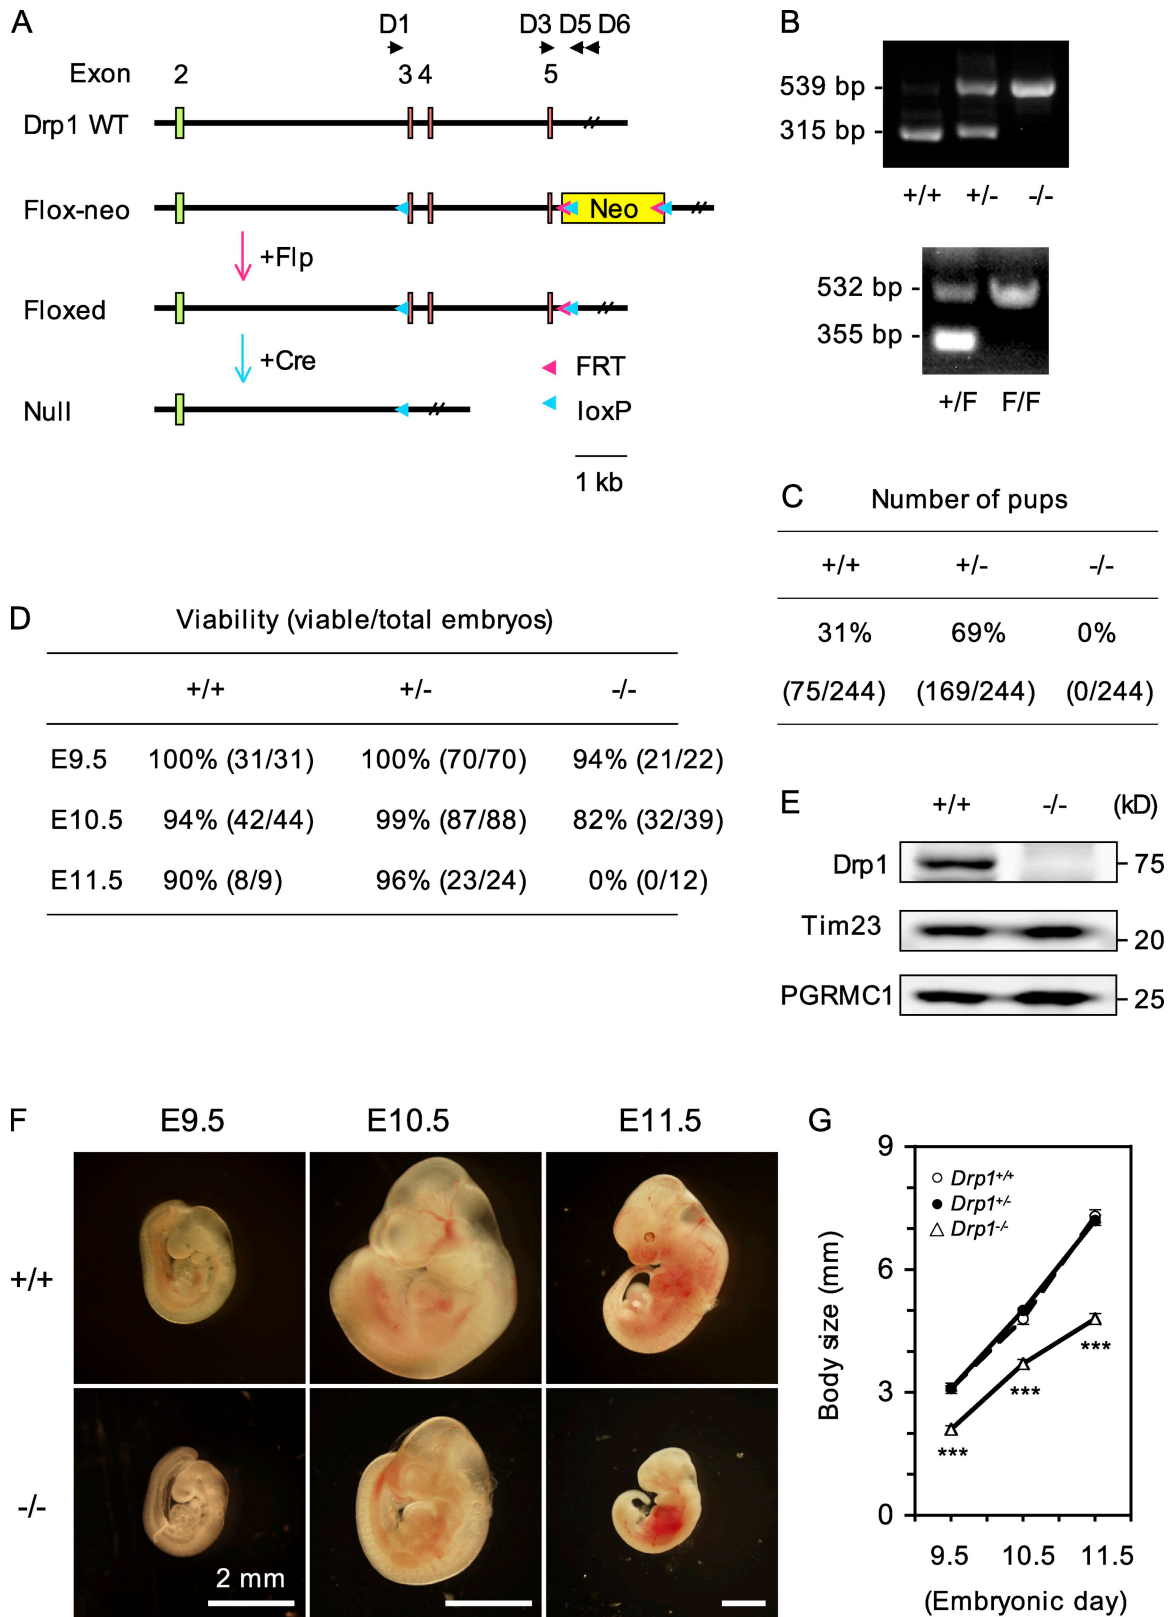 A
D1 D3 D5 D6
Exon 2 3 4 5
Drp1 WT
Flox-neo Neo
+Flp
Floxed
+Cre
FRT
Null
loxP
1 kb
B
539 bp -
315 bp -
+/+ +/- -/-
532 bp -
355 bp -
+/F F/F
C Number of pups
+/+ +/- -/-
31% 69% 0%
(75/244) (169/244) (0/244)
D Viability (viable/total embryos)
+/+ +/- -/-
E9.5 100% (31/31) 100% (70/70) 94% (21/22)
E10.5 94% (42/44) 99% (87/88) 82% (32/39)
E11.5 90% (8/9) 96% (23/24) 0% (0/12)
E +/+ -/- (kD)
Drp1 - 75
Tim23 - 20
PGRMC1 - 25
F E9.5 E10.5 E11.5
+/+
-/-
2 mm
G
9
6
3
0
Drp1+/+
Drp1+/-
Drp1-/-
***
***
***
Body size (mm)
9.5 10.5 11.5
(Embryonic day)